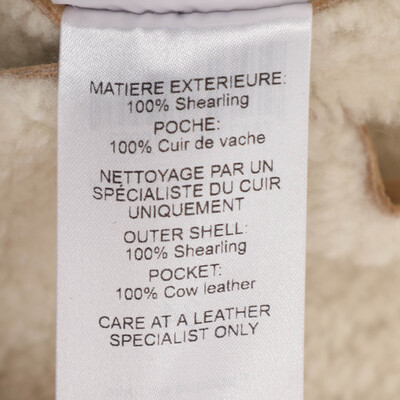 MATIERE EXTERIEURE:
100% Shearling
POCHE:
100% Cuir de vache
NETTOYAGE PAR UN
SPÉCIALISTE DU CUIR
UNIQUEMENT
OUTER SHELL:
100% Shearling
POCKET:
100% Cow leather
CARE AT A LEATHER
SPECIALIST ONLY